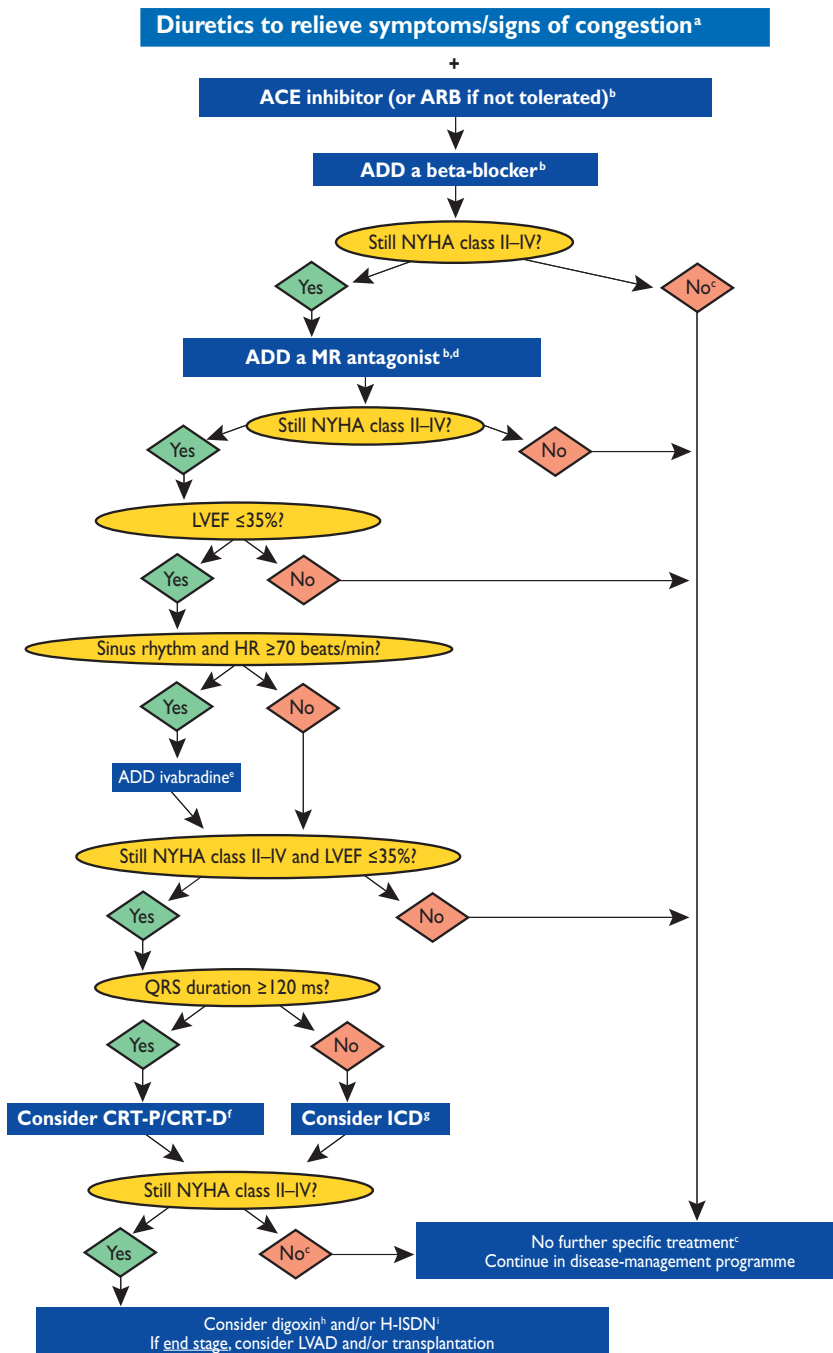 Diuretics to relieve symptoms/signs of congestionᵃ
+
ACE inhibitor (or ARB if not tolerated)ᵇ
ADD a beta-blockerᵇ
Still NYHA class II–IV?
Yes
Noᶜ
ADD a MR antagonistᵇ,ᵈ
Still NYHA class II–IV?
Yes
No
LVEF ≤35%?
Yes
No
Sinus rhythm and HR ≥70 beats/min?
Yes
No
ADD ivabradineᵉ
Still NYHA class II–IV and LVEF ≤35%?
Yes
No
QRS duration ≥120 ms?
Yes
No
Consider CRT-P/CRT-Dᶠ
Consider ICDᵍ
Still NYHA class II–IV?
Yes
Noᶜ
No further specific treatmentᶜ
Continue in disease-management programme
Consider digoxinʰ and/or H-ISDNⁱ
If end stage, consider LVAD and/or transplantation